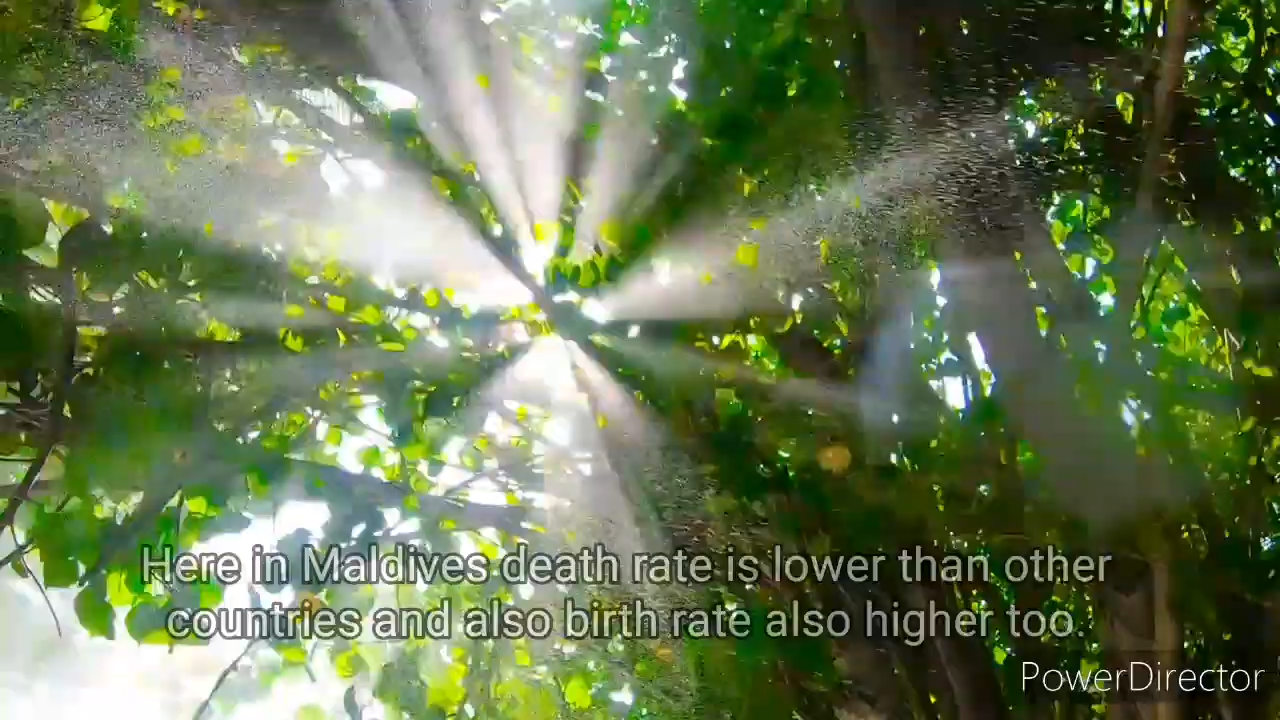 Here in Maldives death rate is lower than other
countries and also birth rate also higher too.
PowerDirector